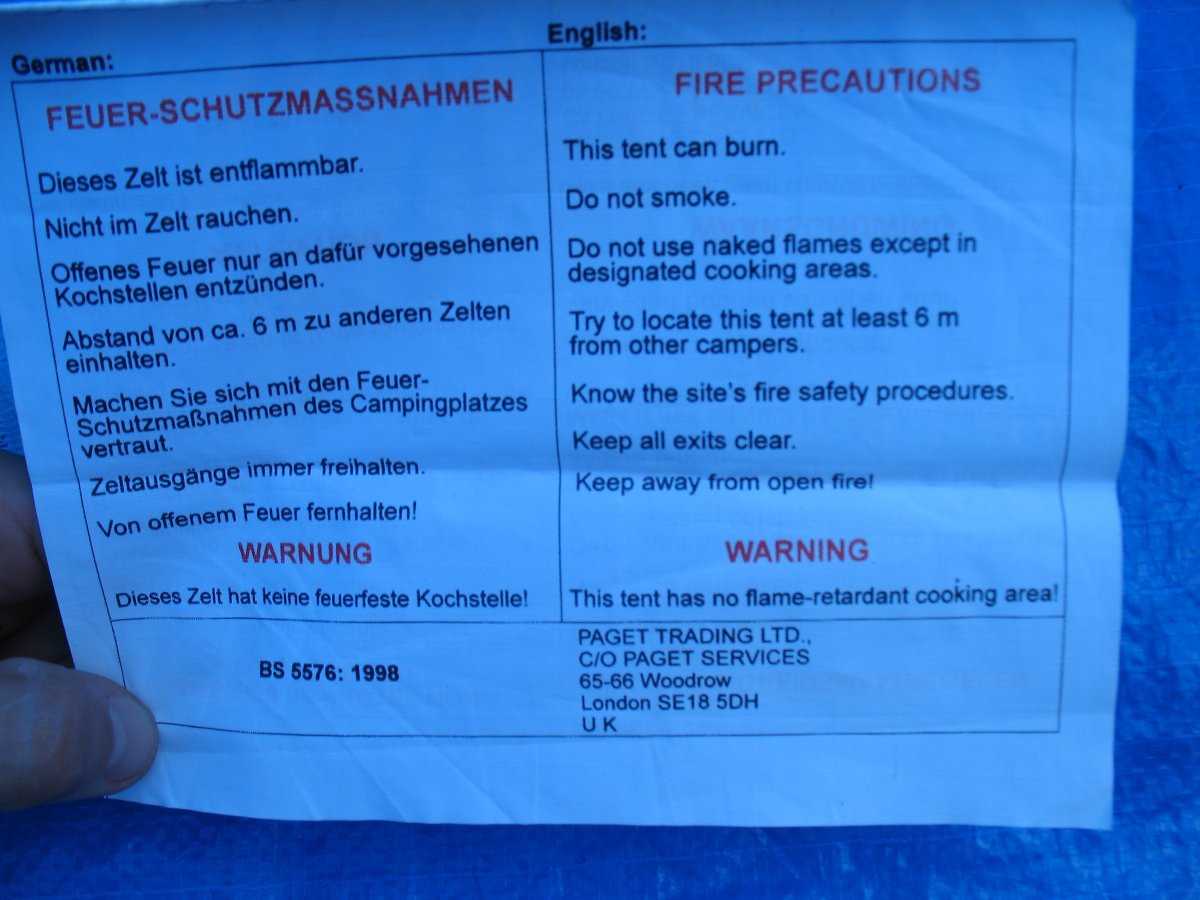 German:
FEUER-SCHUTZMASSNAHMEN
Dieses Zelt ist entflammbar.
Nicht im Zelt rauchen.
Offenes Feuer nur an dafür vorgesehenen
Kochstellen entzünden.
Abstand von ca. 6 m zu anderen Zelten
einhalten.
Machen Sie sich mit den Feuer-
Schutzmaßnahmen des Campingplatzes
vertraut.
Zeltausgänge immer freihalten.
Von offenem Feuer fernhalten!
WARNUNG
Dieses Zelt hat keine feuerfeste Kochstelle!
BS 5576: 1998
English:
FIRE PRECAUTIONS
This tent can burn.
Do not smoke.
Do not use naked flames except in
designated cooking areas.
Try to locate this tent at least 6 m
from other campers.
Know the site's fire safety procedures.
Keep all exits clear.
Keep away from open fire!
WARNING
This tent has no flame-retardant cooking area!
PAGET TRADING LTD.,
C/O PAGET SERVICES
65-66 Woodrow
London SE18 5DH
U K